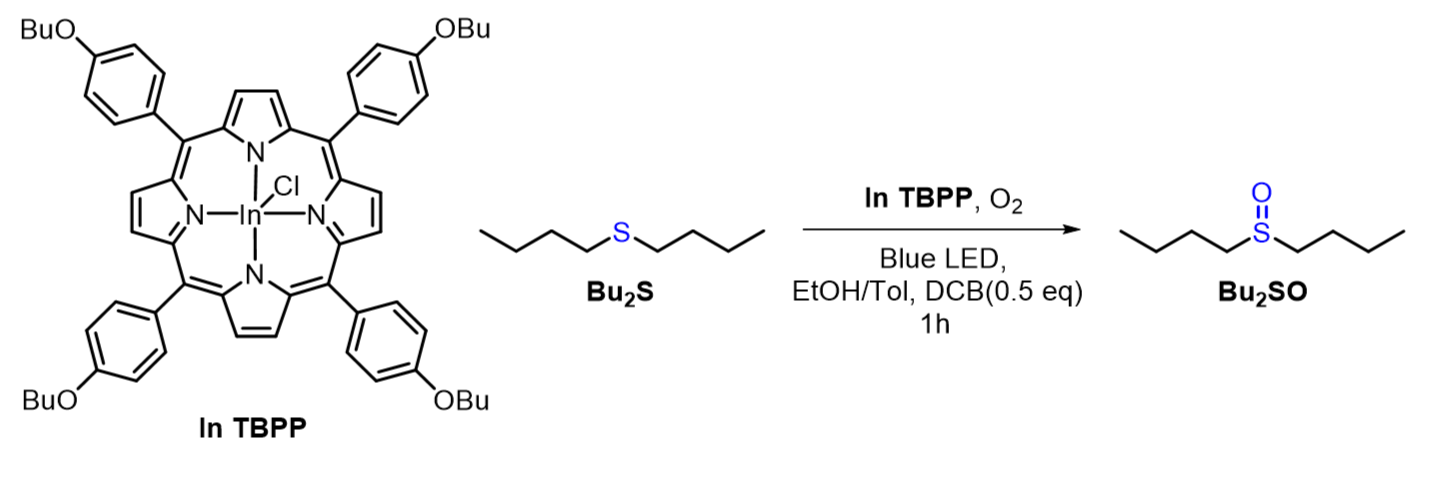 BuO
OBu
N
Cl
N
In
N
N
BuO
OBu
In TBPP
S
Bu₂S
In TBPP, O₂
Blue LED,
EtOH/Tol, DCB(0.5 eq)
1h
O
S
Bu₂SO